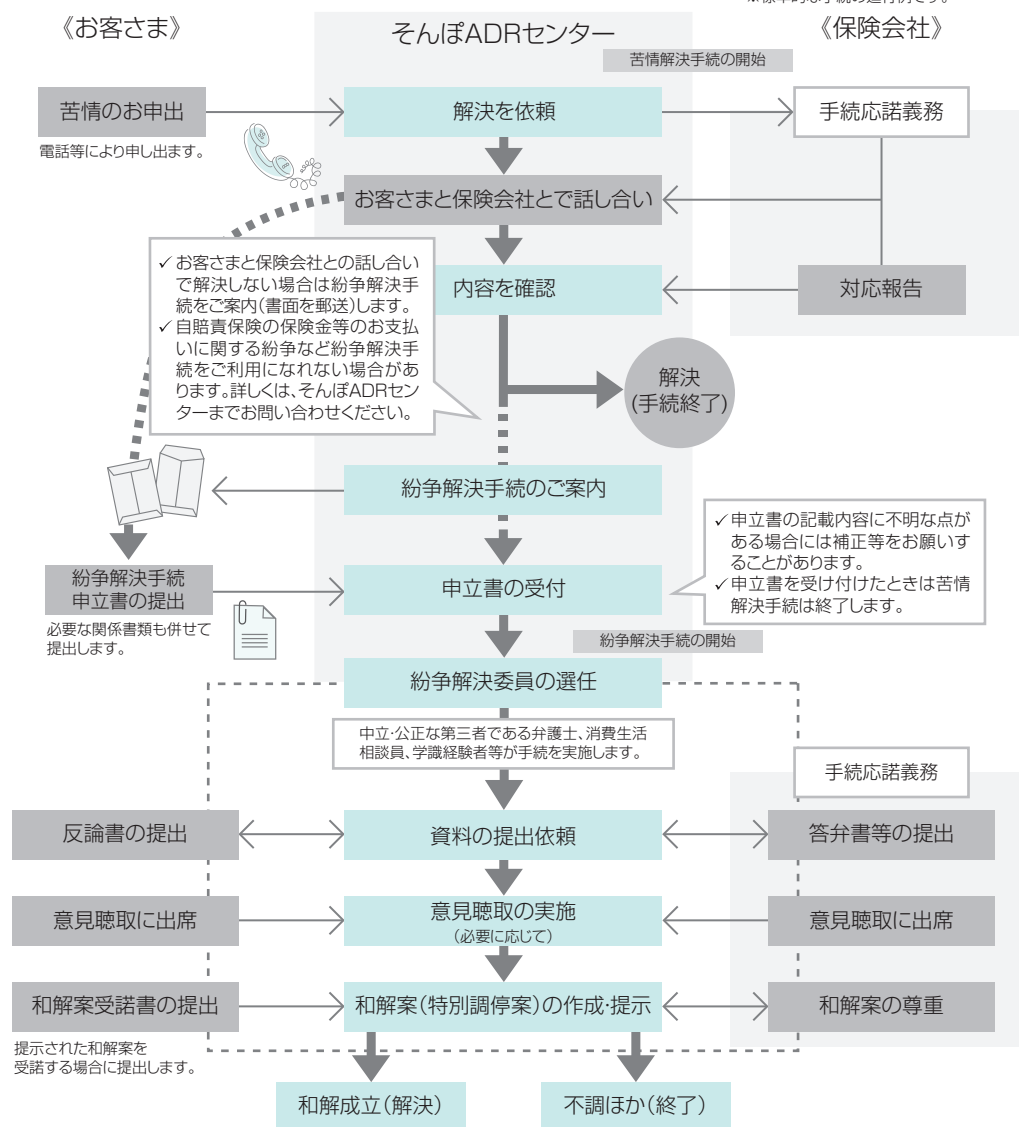 ※標準的な手続の進行例です。
《お客さま》
そんぽADRセンター
《保険会社》
苦情解決手続の開始
苦情のお申出
解決を依頼
手続応諾義務
電話等により申し出ます。
お客さまと保険会社とで話し合い
✓お客さまと保険会社との話し合い
で解決しない場合は紛争解決手
続をご案内（書面を郵送）します。
✓自賠責保険の保険金等のお支払
いに関する紛争など紛争解決手
続をご利用になれない場合があ
ります。詳しくは、そんぽADRセン
ターまでお問い合わせください。
内容を確認
対応報告
解決
(手続終了)
紛争解決手続のご案内
✓申立書の記載内容に不明な点が
ある場合には補正等をお願いす
ることがあります。
✓申立書を受け付けたときは苦情
解決手続は終了します。
紛争解決手続
申立書の提出
申立書の受付
必要な関係書類も併せて
提出します。
紛争解決手続の開始
紛争解決委員の選任
中立・公正な第三者である弁護士、消費生活
相談員、学識経験者等が手続を実施します。
手続応諾義務
反論書の提出
資料の提出依頼
答弁書等の提出
意見聴取に出席
意見聴取の実施
（必要に応じて）
意見聴取に出席
和解案受諾書の提出
和解案（特別調停案）の作成・提示
和解案の尊重
提示された和解案を
受諾する場合に提出します。
和解成立（解決）
不調ほか（終了）